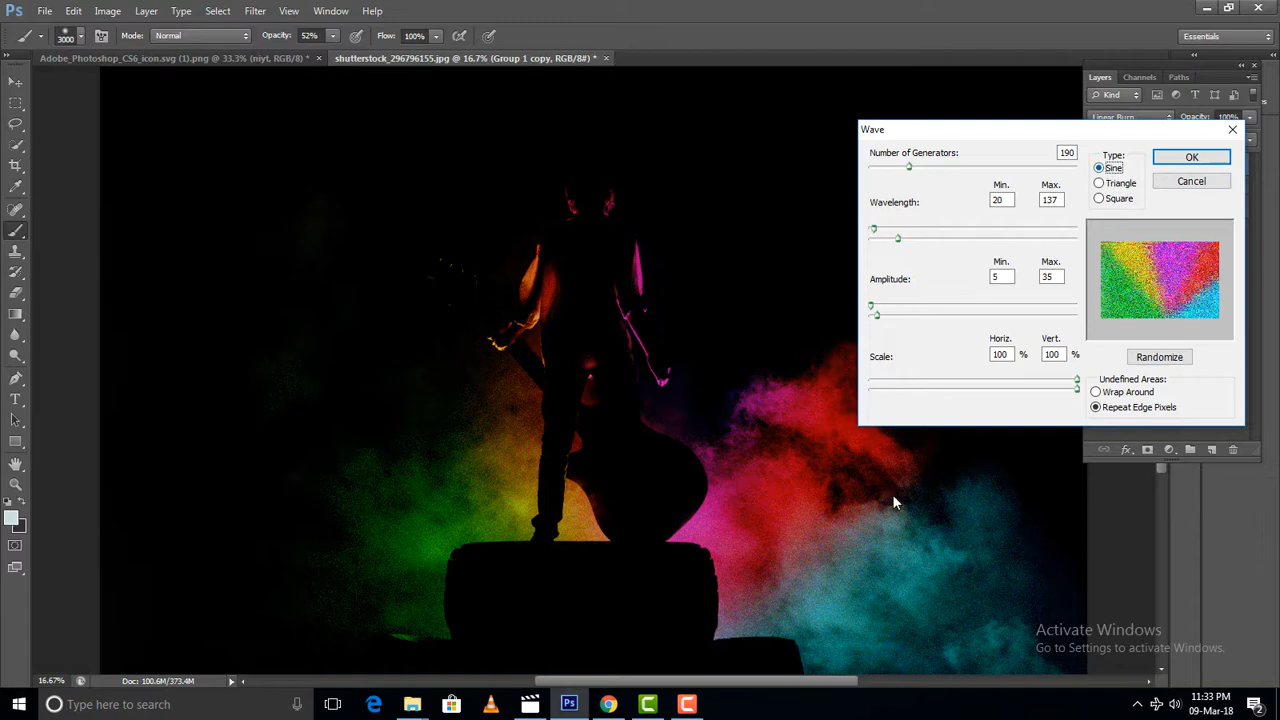 Ps File Edit Image Layer Type Select Filter View Window Help
3000 Mode: Normal Opacity: 52% Flow: 100% Essentials
Adobe_Photoshop_CS6_icon.svg (1).png @ 33.3% (niyt, RGB/8) * × shutterstock_296796155.jpg @ 16.7% (Group 1 copy, RGB/8#) * ×
Layers Channels Paths
Kind
Linear Burn Opacity: 100%
Wave
Number of Generators: 190
Type:
OK
Sine
Cancel
Triangle
Square
Min. Max.
Wavelength: 20 137
Min. Max.
Amplitude: 5 35
Horiz. Vert.
Scale: 100 % 100 %
Randomize
Undefined Areas:
Wrap Around
Repeat Edge Pixels
fx
Activate Windows
Go to Settings to activate Windows.
16.67% Doc: 100.6M/373.4M
Type here to search
11:33 PM
09-Mar-18
2